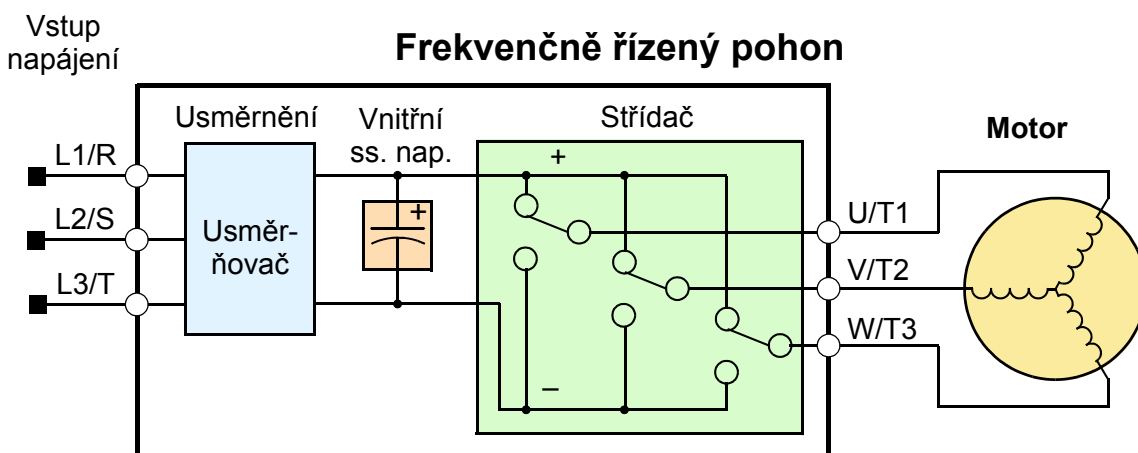 Vstup
napájení
Frekvenčně řízený pohon
Usměrnění
Vnitřní
ss. nap.
Střídač
Motor
L1/R
L2/S
L3/T
Usměr-
ňovač
+
+
–
U/T1
V/T2
W/T3